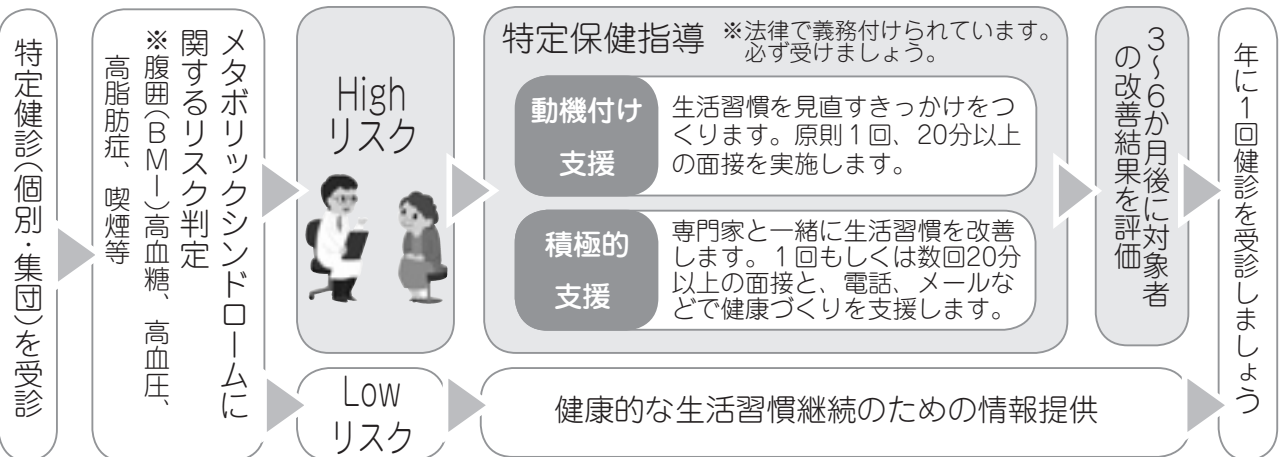 特定健診(個別・集団)を受診
メタボリックシンドロームに
関するリスク判定
※腹囲(BMI)高血糖、高血圧、
高脂肪症、喫煙等
High
リスク
特定保健指導
※法律で義務付けられています。
必ず受けましょう。
動機付け
支援
生活習慣を見直すきっかけをつ
くります。原則1回、20分以上
の面接を実施します。
積極的
支援
専門家と一緒に生活習慣を改善
します。1回もしくは数回20分
以上の面接と、電話、メールな
どで健康づくりを支援します。
3〜6か月後に対象者
の改善結果を評価
Low
リスク
健康的な生活習慣継続のための情報提供
年に1回健診を受診しましょう